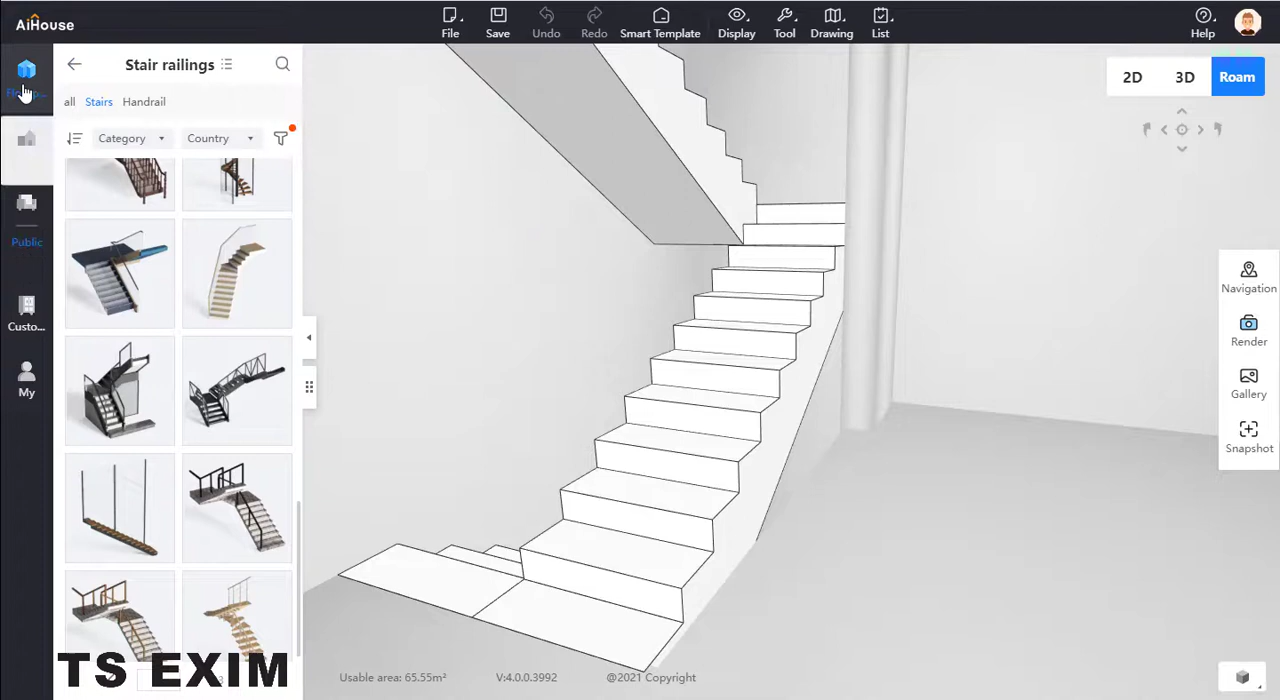 AiHouse
File
Save
Undo
Redo
Smart Template
Display
Tool
Drawing
List
Help
Stair railings
all
Stairs
Handrail
Category
Country
2D
3D
Roam
Public
Custo...
My
Navigation
Render
Gallery
Snapshot
TS EXIM
Usable area: 65.55m²
V:4.0.0.3992
@2021 Copyright